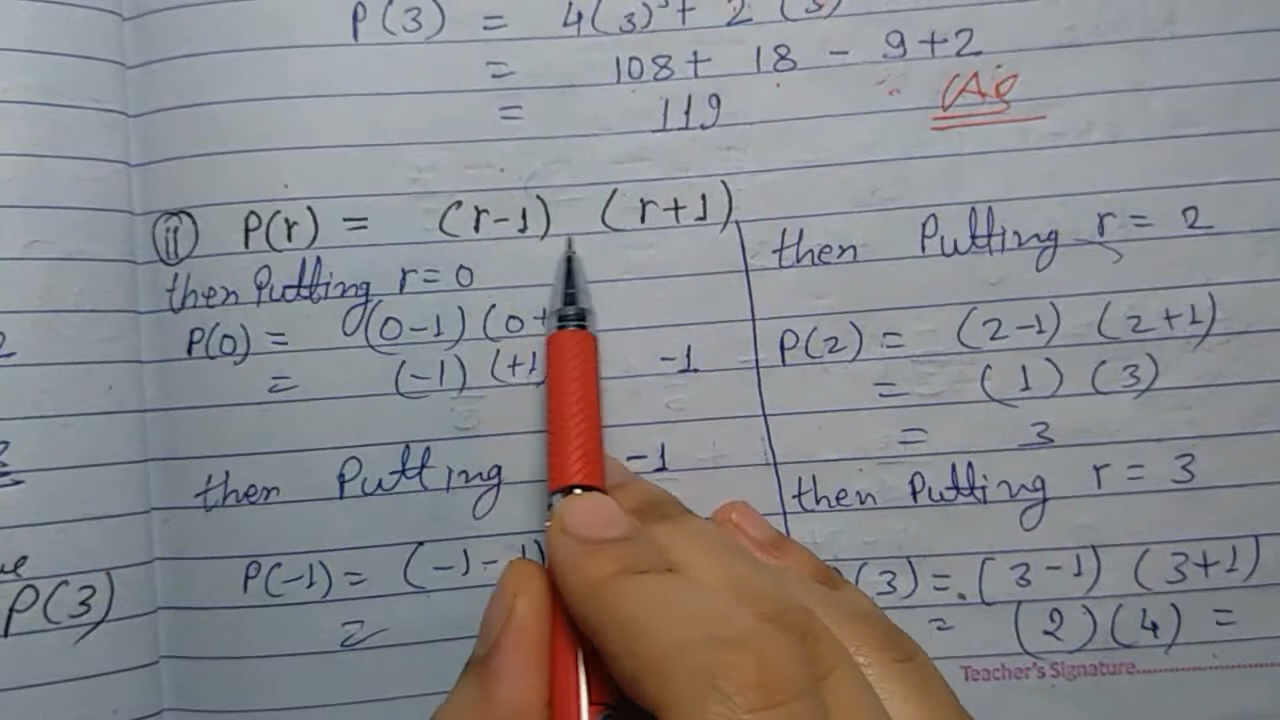 P(3) = 4(3)³ + 2 (3)
= 108 + 18 - 9 + 2
= 119
(ii) P(r) = (r-1) (r+1)
then Putting r = 0
P(0) = (0-1) (0+
= (-1) (+1 -1
then Putting -1
P(-1) = (-1-1)
=
then Putting r = 2
P(2) = (2-1) (2+1)
= (1) (3)
= 3
then Putting r = 3
(3) = (3-1) (3+1)
= (2) (4) =
Teacher's Signature
P(3)